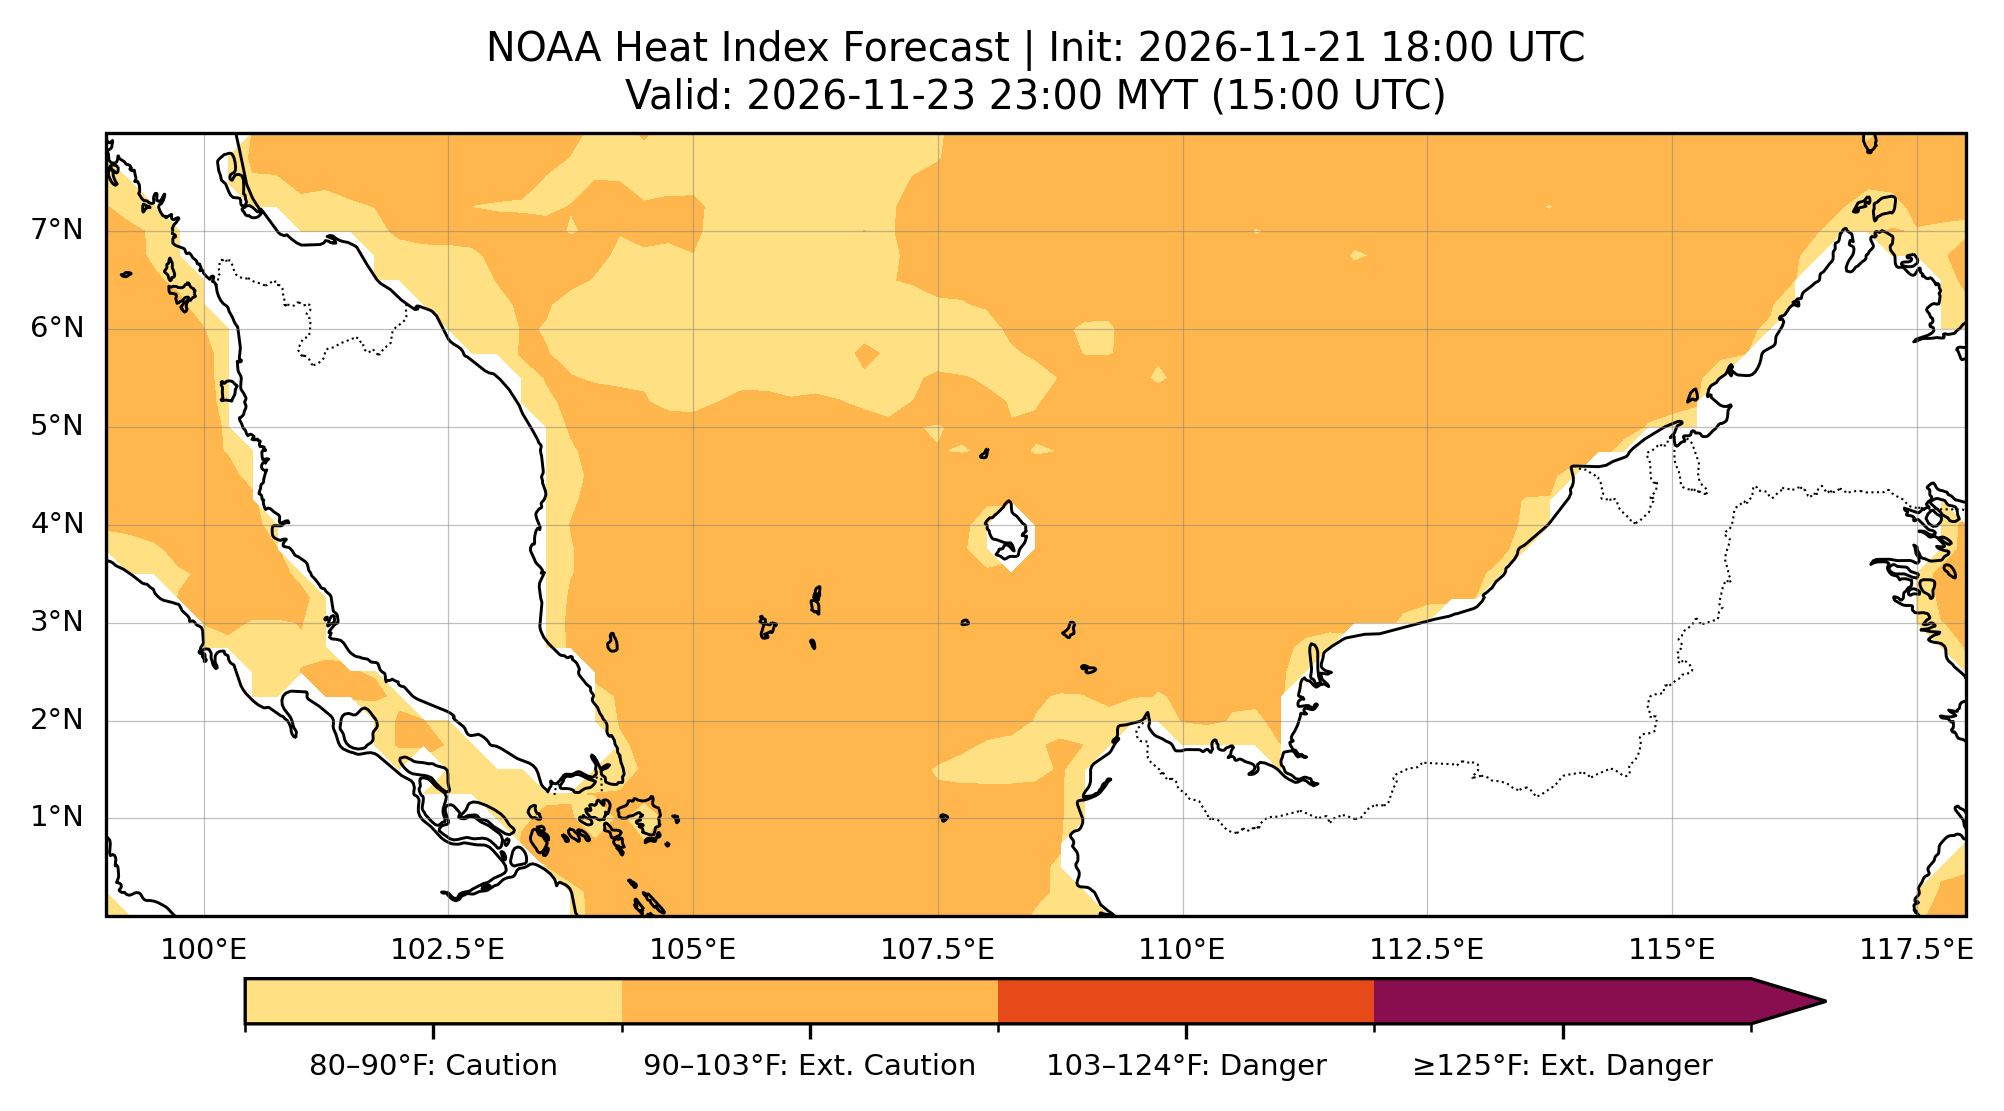 NOAA Heat Index Forecast | Init: 2026-11-21 18:00 UTC
Valid: 2026-11-23 23:00 MYT (15:00 UTC)
7°N
6°N
5°N
4°N
3°N
2°N
1°N
100°E 102.5°E 105°E 107.5°E 110°E 112.5°E 115°E 117.5°E
80–90°F: Caution 90–103°F: Ext. Caution 103–124°F: Danger ≥125°F: Ext. Danger